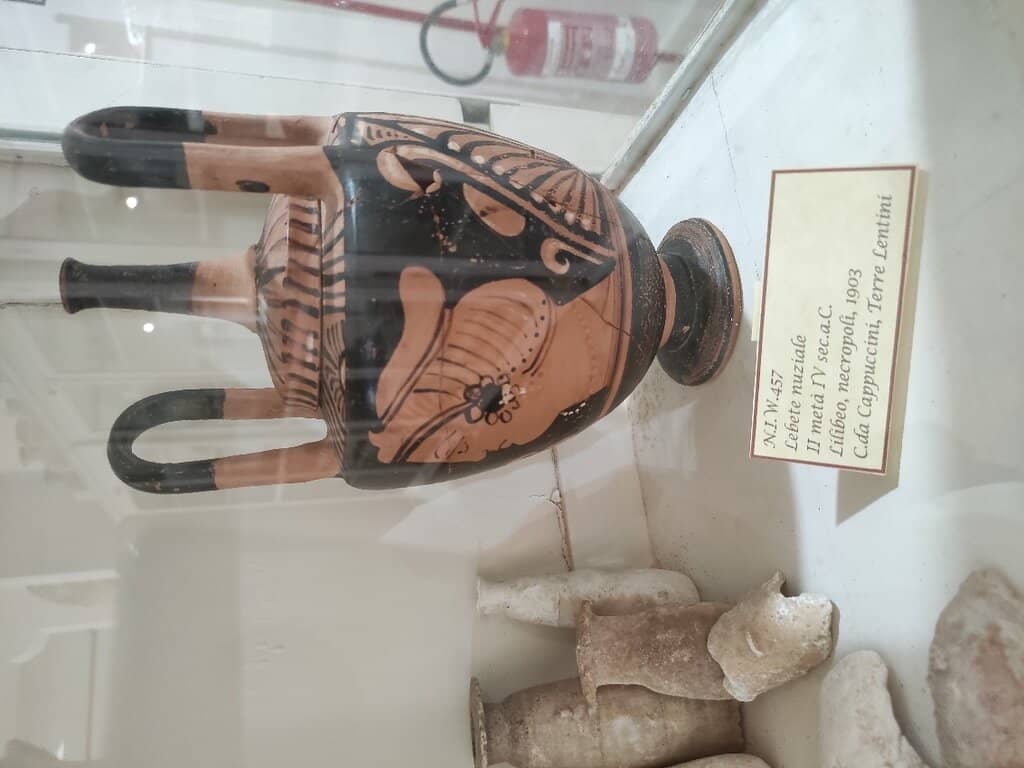 N.I.W.457
Lebete nuziale
II metà IV sec.a.C.
Lilibeo, necropoli, 1903
C.da Cappuccini, Terre Lentini